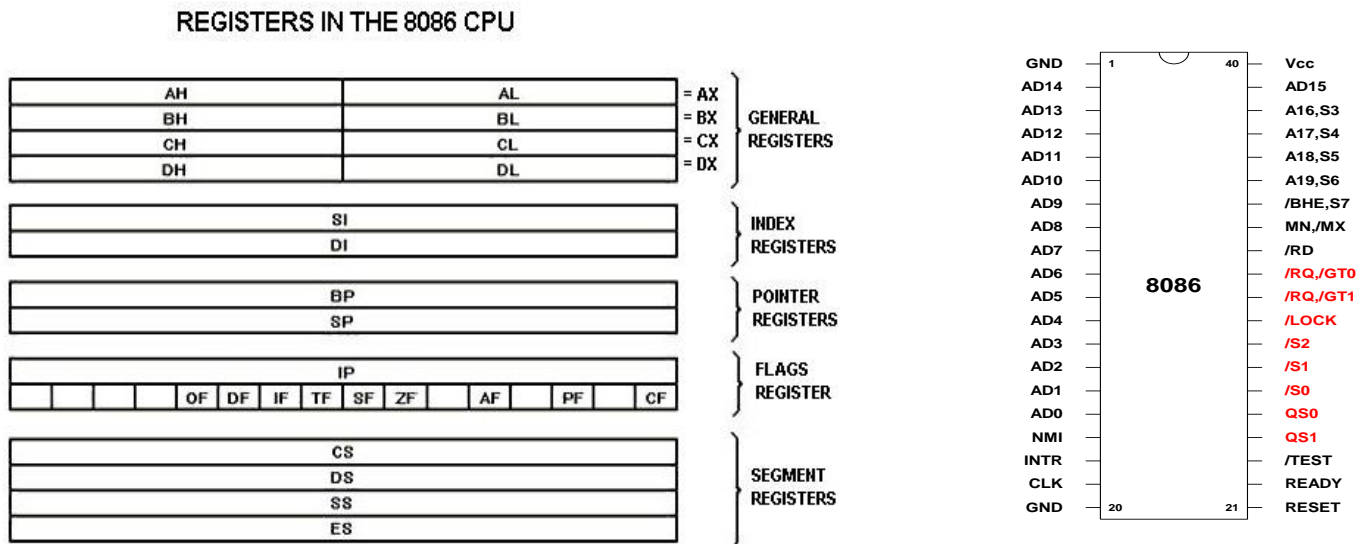 REGISTERS IN THE 8086 CPU
AH AL = AX
BH BL = BX
CH CL = CX
DH DL = DX
GENERAL
REGISTERS
SI
DI
INDEX
REGISTERS
BP
SP
POINTER
REGISTERS
IP
OF DF IF TF SF ZF AF PF CF
FLAGS
REGISTER
CS
DS
SS
ES
SEGMENT
REGISTERS
GND 1 40 Vcc
AD14 AD15
AD13 A16,S3
AD12 A17,S4
AD11 A18,S5
AD10 A19,S6
AD9 /BHE,S7
AD8 MN,/MX
AD7 /RD
AD6 /RQ,/GT0
8086
AD5 /RQ,/GT1
AD4 /LOCK
AD3 /S2
AD2 /S1
AD1 /S0
AD0 QS0
NMI QS1
INTR /TEST
CLK READY
GND 20 21 RESET